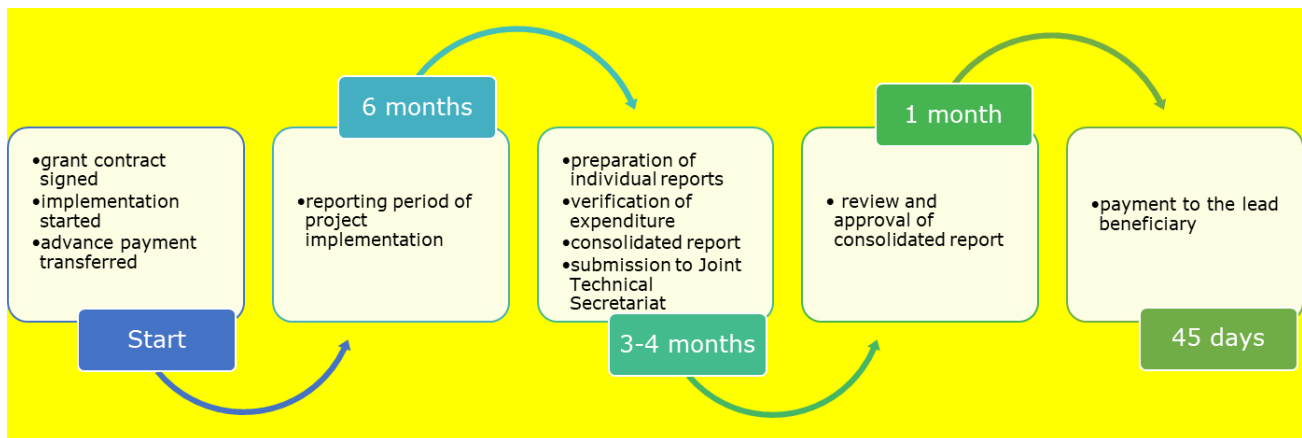 •grant contract
signed
•implementation
started
•advance payment
transferred
Start
6 months
•reporting period of
project
implementation
•preparation of
individual reports
•verification of
expenditure
•consolidated report
•submission to Joint
Technical
Secretariat
3-4 months
1 month
• review and
approval of
consolidated report
•payment to the lead
beneficiary
45 days